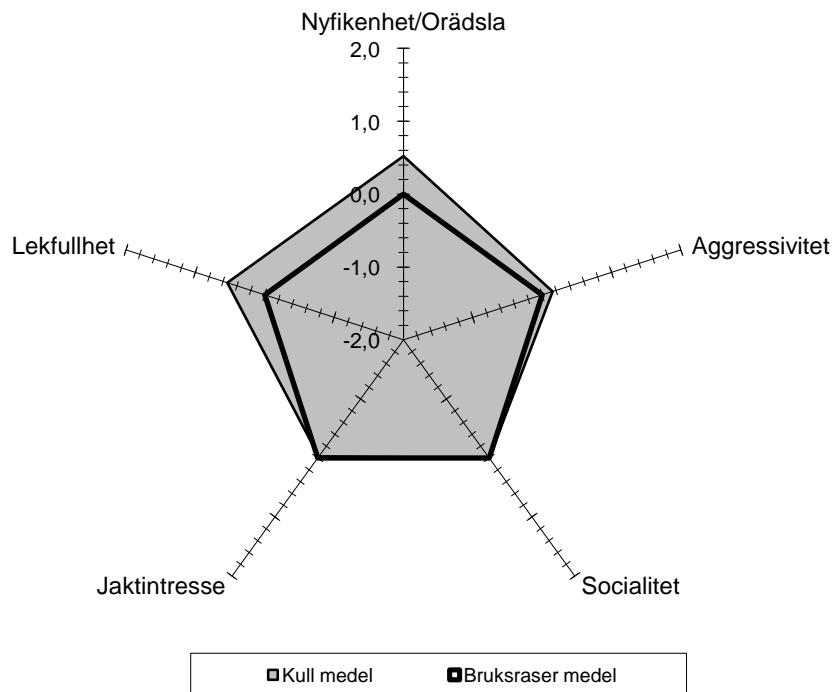 Nyfikenhet/Orädsla
2,0
1,0
0,0
-1,0
-2,0
Lekfullhet
Aggressivitet
Jaktintresse
Socialitet
Kull medel
Bruksraser medel